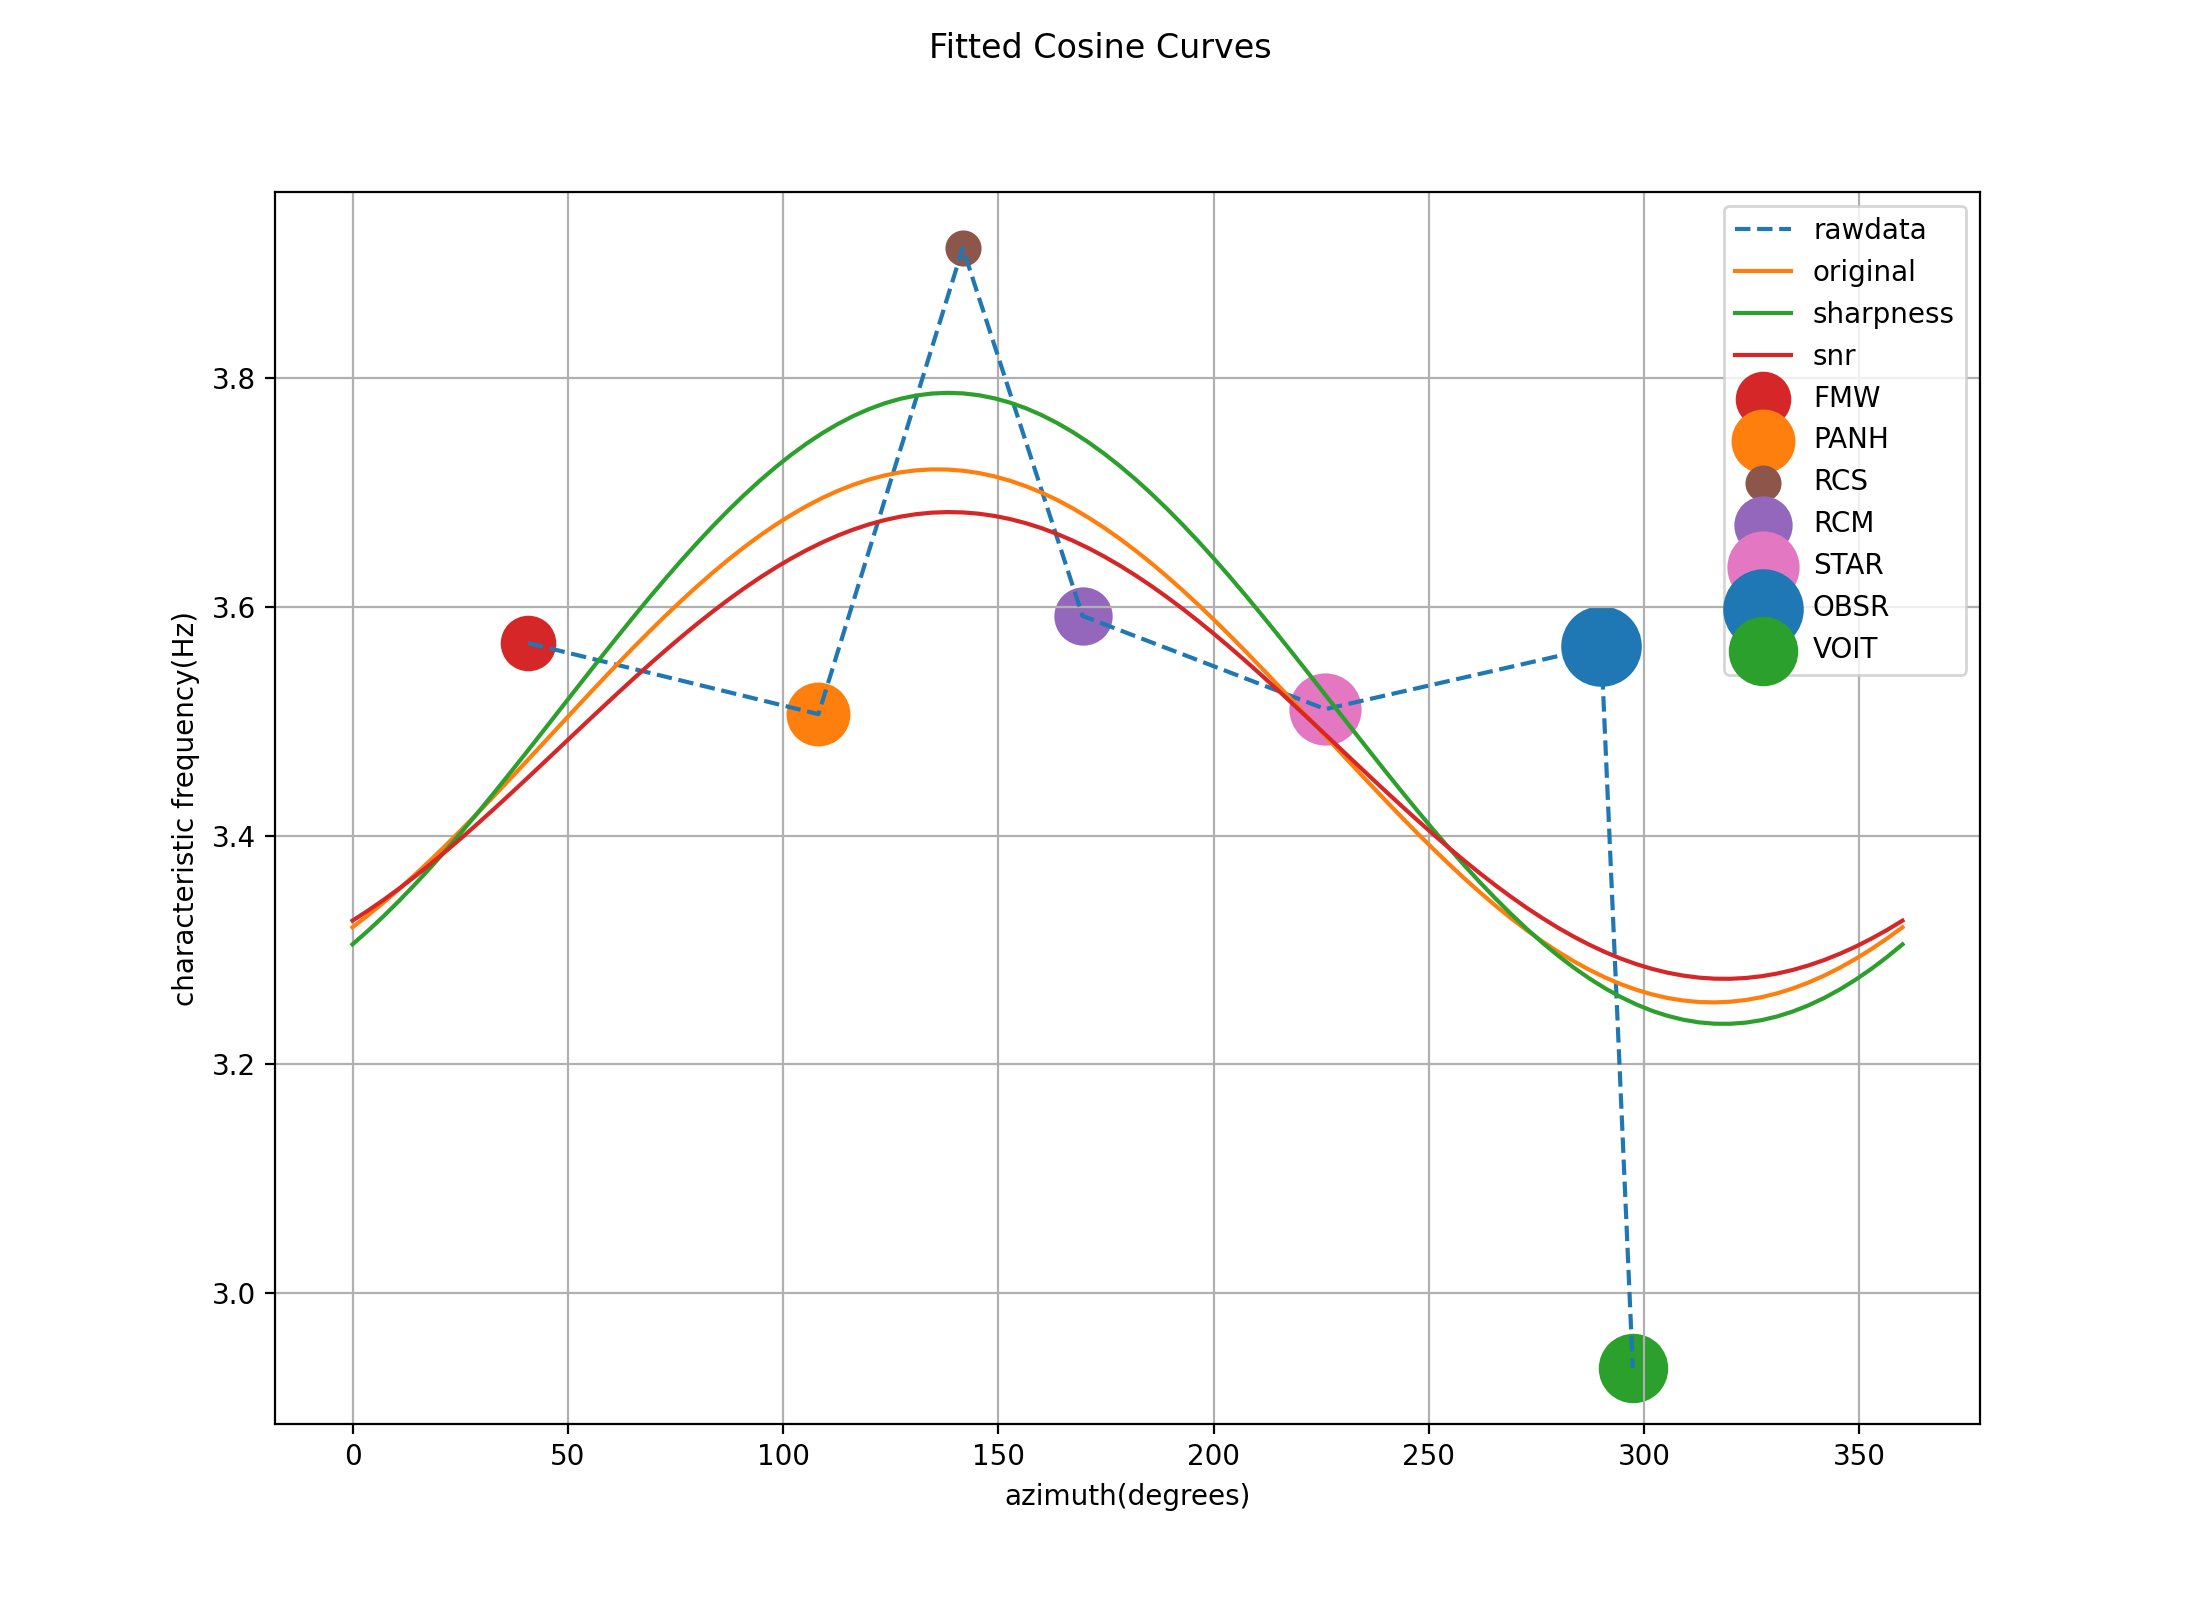 Fitted Cosine Curves
rawdata
original
sharpness
snr
FMW
PANH
RCS
RCM
STAR
OBSR
VOIT
characteristic frequency(Hz)
3.8
3.6
3.4
3.2
3.0
0 50 100 150 200 250 300 350
azimuth(degrees)